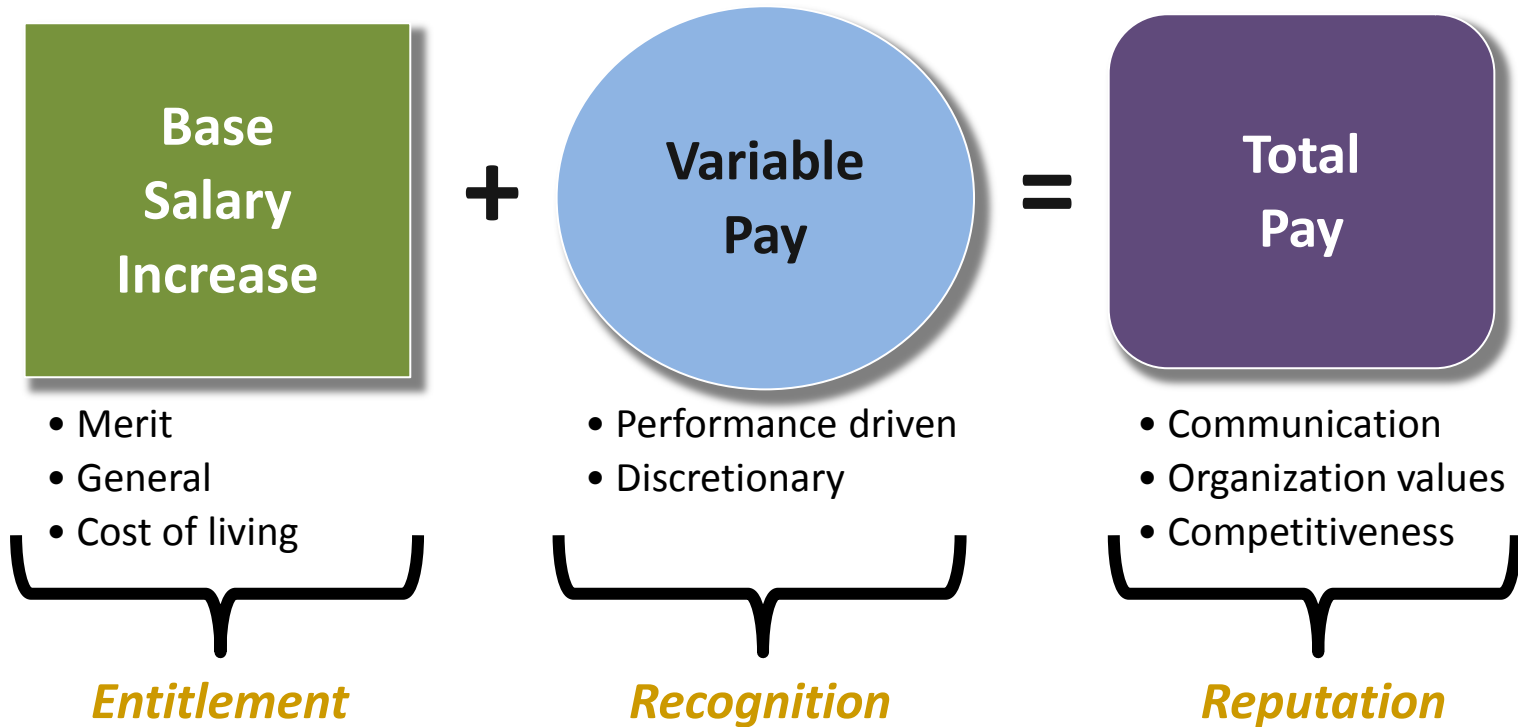 Base
Salary
Increase
+
Variable
Pay
=
Total
Pay
• Merit
• General
• Cost of living
• Performance driven
• Discretionary
• Communication
• Organization values
• Competitiveness
Entitlement
Recognition
Reputation